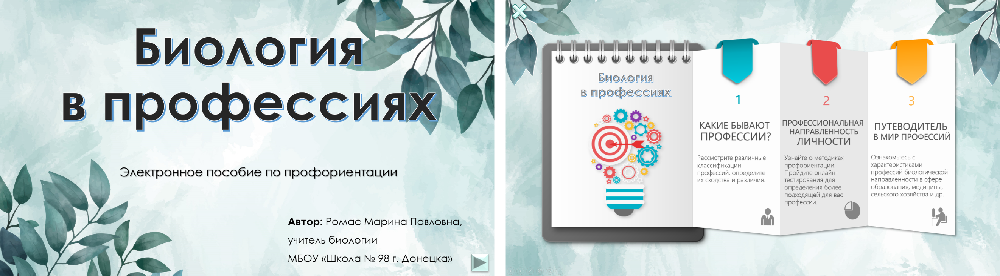 Биология
в профессиях
Электронное пособие по профориентации
Автор: Ромас Марина Павловна,
учитель биологии
МБОУ «Школа № 98 г. Донецка»
Биология
в профессиях
1
КАКИЕ БЫВАЮТ
ПРОФЕССИИ?
Рассмотрите различные
классификации
профессий, определите
их сходства и различия.
2
ПРОФЕССИОНАЛЬНАЯ
НАПРАВЛЕННОСТЬ
ЛИЧНОСТИ
Узнайте о методиках
профориентации.
Пройдите онлайн-
тестирования для
определения более
подходящей для вас
профессии.
3
ПУТЕВОДИТЕЛЬ
В МИР ПРОФЕССИЙ
Ознакомьтесь с
характеристиками
профессий биологической
направленности в сфере
образования, медицины,
сельского хозяйства и др.